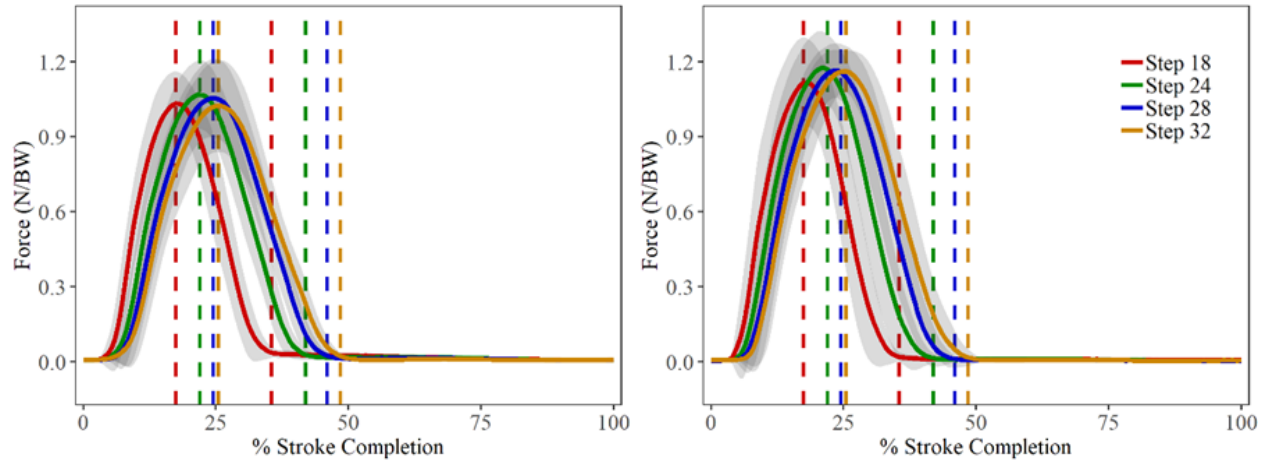 Force (N/BW)
1.2
0.9
0.6
0.3
0.0
0
25
50
75
100
% Stroke Completion
Force (N/BW)
1.2
0.9
0.6
0.3
0.0
0
25
50
75
100
% Stroke Completion
Step 18
Step 24
Step 28
Step 32